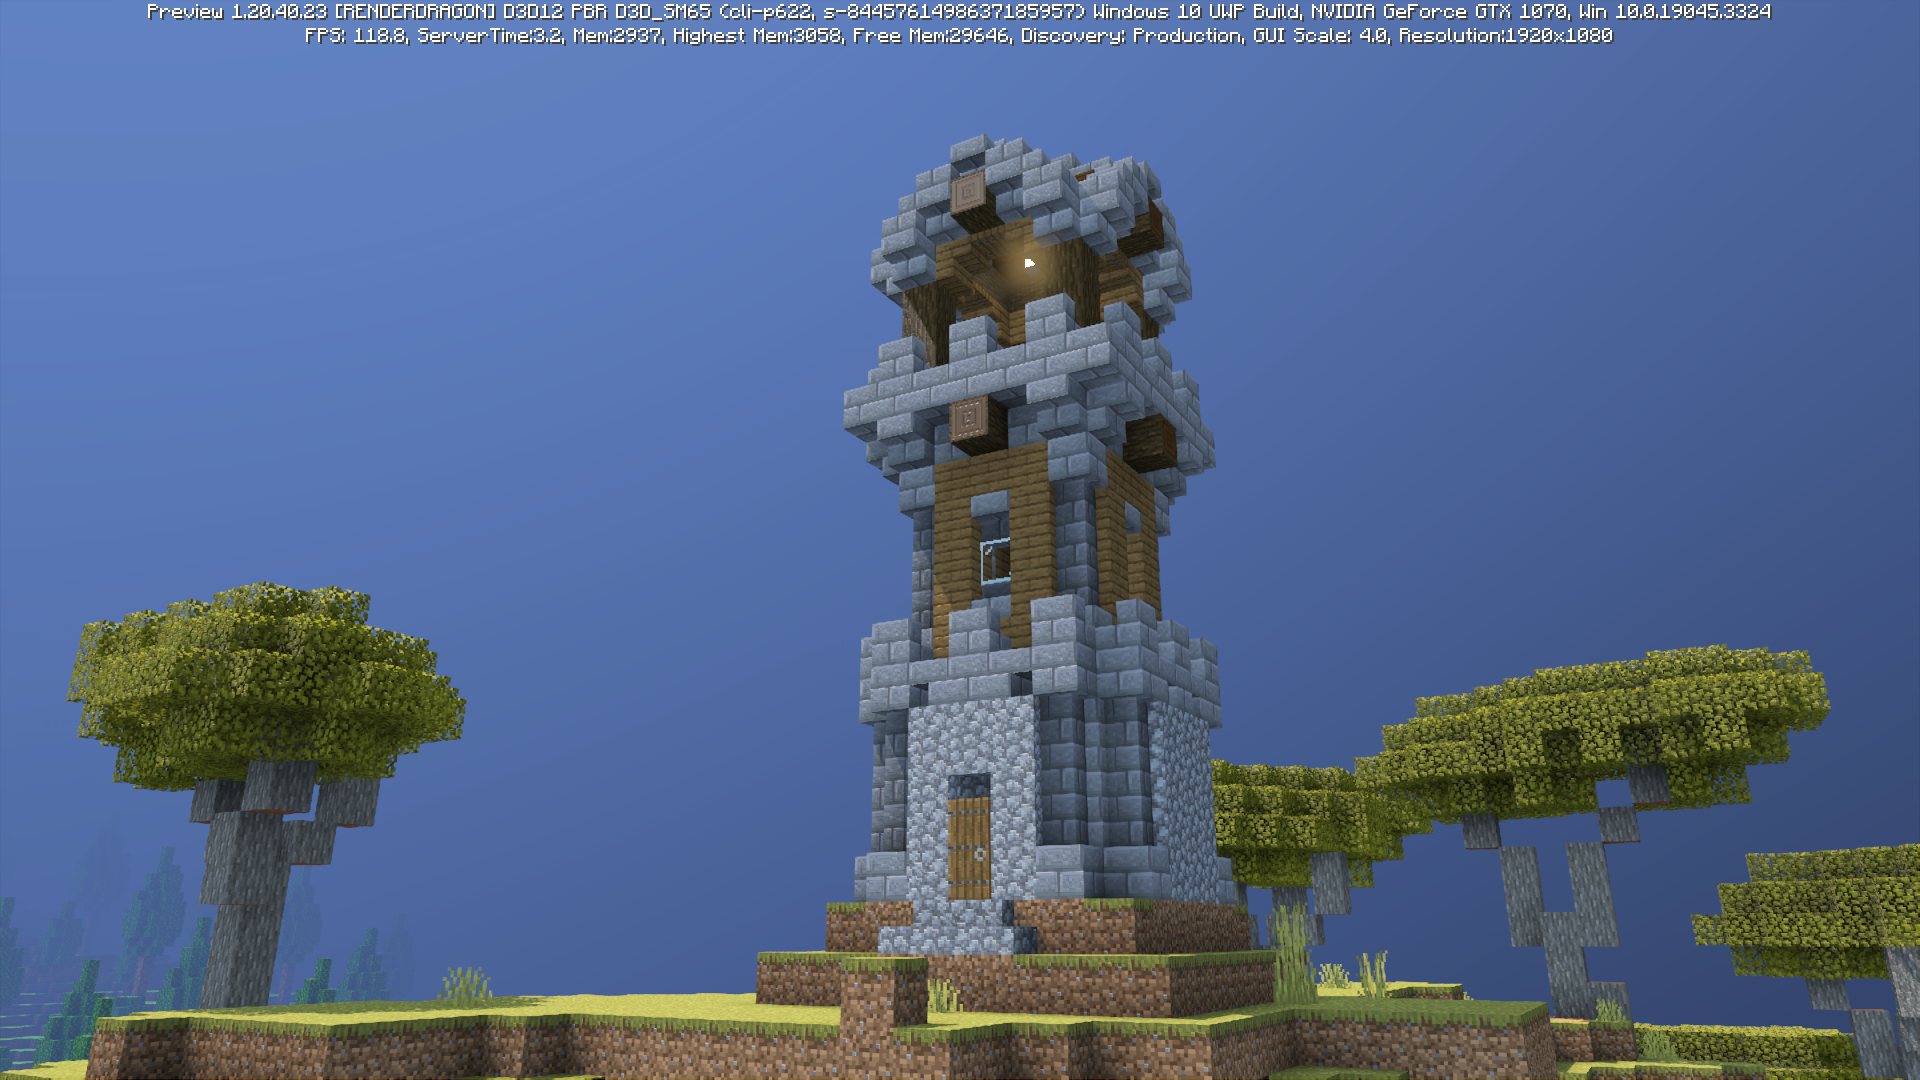 Preview 1.20.40.23 [RENDERDRAGON] D3D12 PBR D3D_SM65 (cli-p622, s-8445761498637185957) Windows 10 UWP Build, NVIDIA GeForce GTX 1070, Win 10.0.19045.3324
FPS: 118.8, ServerTime:3.2, Mem:2937, Highest Mem:3058, Free Mem:29646, Discovery: Production, GUI Scale: 4.0, Resolution:1920x1080